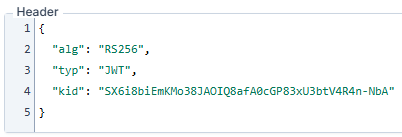 Header
1 {
2 "alg": "RS256",
3 "typ": "JWT",
4 "kid": "SX6i8biEmKMo38JAOIQ8afA0cGP83xU3btV4R4n-NbA"
5 }